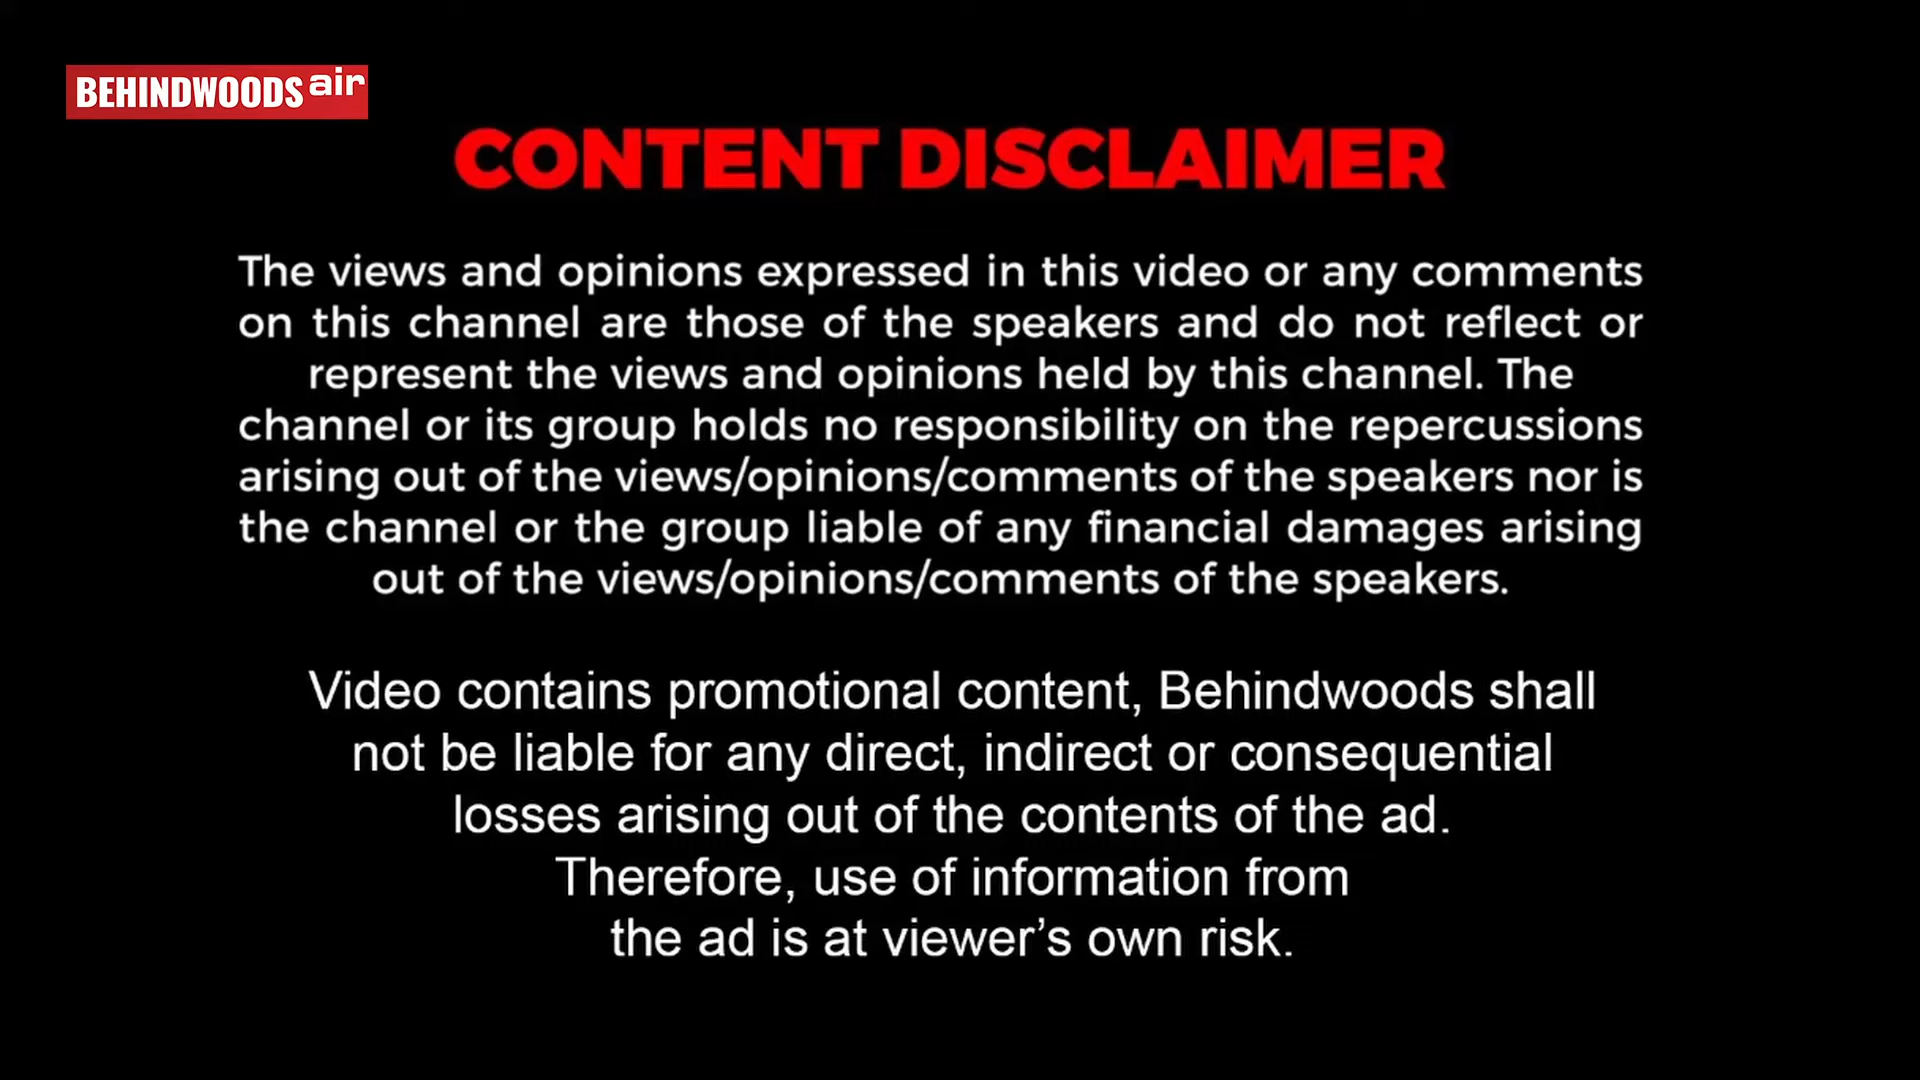 BEHINDWOODS air
CONTENT DISCLAIMER
The views and opinions expressed in this video or any comments
on this channel are those of the speakers and do not reflect or
represent the views and opinions held by this channel. The
channel or its group holds no responsibility on the repercussions
arising out of the views/opinions/comments of the speakers nor is
the channel or the group liable of any financial damages arising
out of the views/opinions/comments of the speakers.
Video contains promotional content, Behindwoods shall
not be liable for any direct, indirect or consequential
losses arising out of the contents of the ad.
Therefore, use of information from
the ad is at viewer’s own risk.